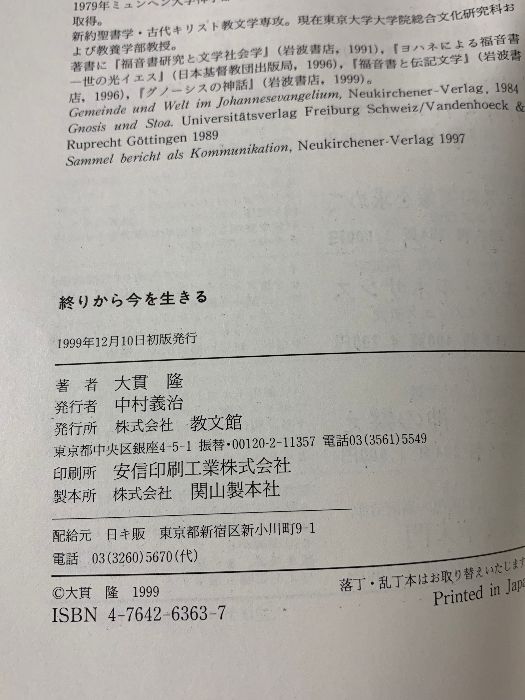 1979年ミュンヘン大学神学部
取得。
新約聖書学・古代キリスト教文学専攻。現在東京大学大学院総合文化研究科お
よび教養学部教授。
著書に『福音書研究と文学社会学』（岩波書店，1991），『ヨハネによる福音書
—世の光イエス』（日本基督教団出版局，1996），『福音書と伝記文学』（岩波書
店，1996），『グノーシスの神話』（岩波書店，1999）。
Gemeinde und Welt im Johannesevangelium, Neukirchener-Verlag, 1984
Gnosis und Stoa. Universitätsverlag Freiburg Schweiz/Vandenhoeck &
Ruprecht Göttingen 1989
Sammel bericht als Kommunikation, Neukirchener-Verlag 1997
終りから今を生きる
1999年12月10日初版発行
著 者 大貫 隆
発行者 中村義治
発行所 株式会社 教文館
東京都中央区銀座4-5-1 振替・00120-2-11357 電話03(3561)5549
印刷所 安信印刷工業株式会社
製本所 株式会社 関山製本社
配給元 日キ販 東京都新宿区新小川町9-1
電話 03(3260)5670(代)
©大貫 隆 1999
落丁・乱丁本はお取り替えいたします
ISBN 4-7642-6363-7
Printed in Japa